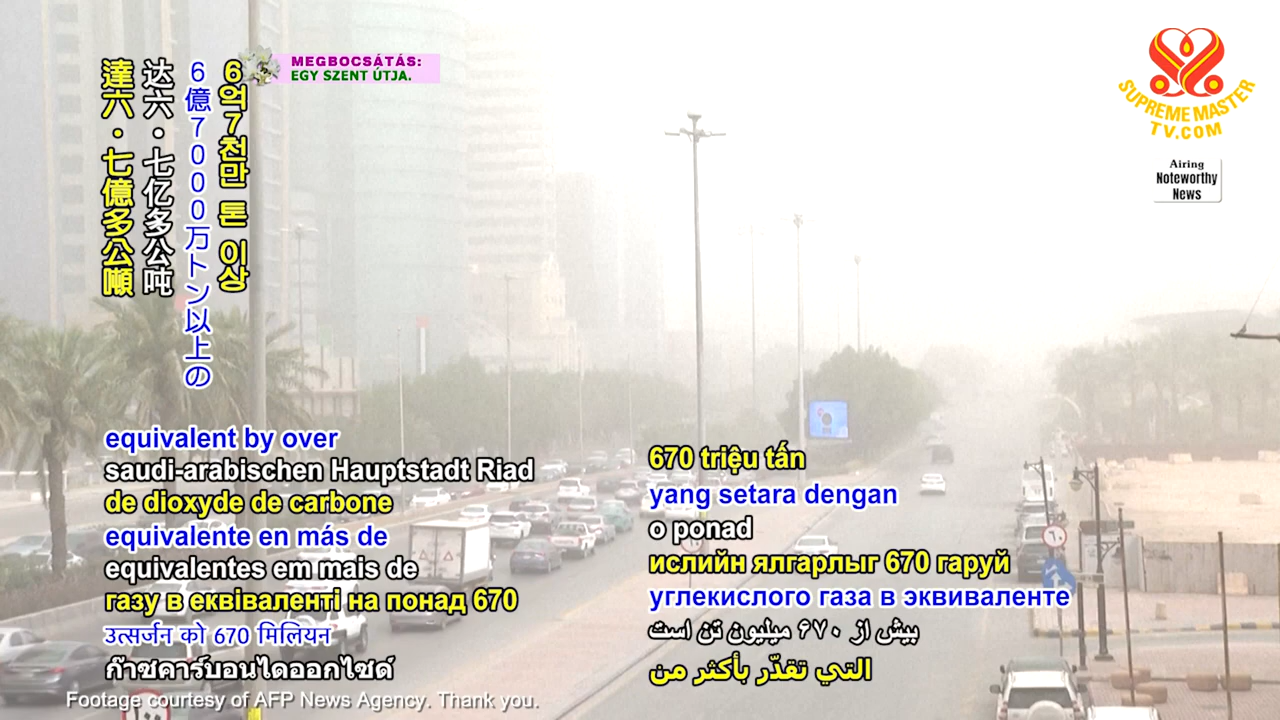 達六・七億多公噸
达六・七亿多公吨
6億7000万トン以上の
6억7천만 톤 이상
MEGBOCSÁTÁS:
EGY SZENT ÚTJA.
SUPREME MASTER
TV.COM
Airing
Noteworthy
News
equivalent by over
saudi-arabischen Hauptstadt Riad
de dioxyde de carbone
equivalente en más de
equivalentes em mais de
газу в еквіваленті на понад 670
उत्सर्जन को 670 मिलियन
ก๊าซคาร์บอนไดออกไซด์
670 triệu tấn
yang setara dengan
o ponad
ислийн ялгарлыг 670 гаруй
углекислого газа в эквиваленте
بیش از ۶۷۰ میلیون تن است
التي تقدّر بأكثر من
Footage courtesy of AFP News Agency. Thank you.
١٠٠